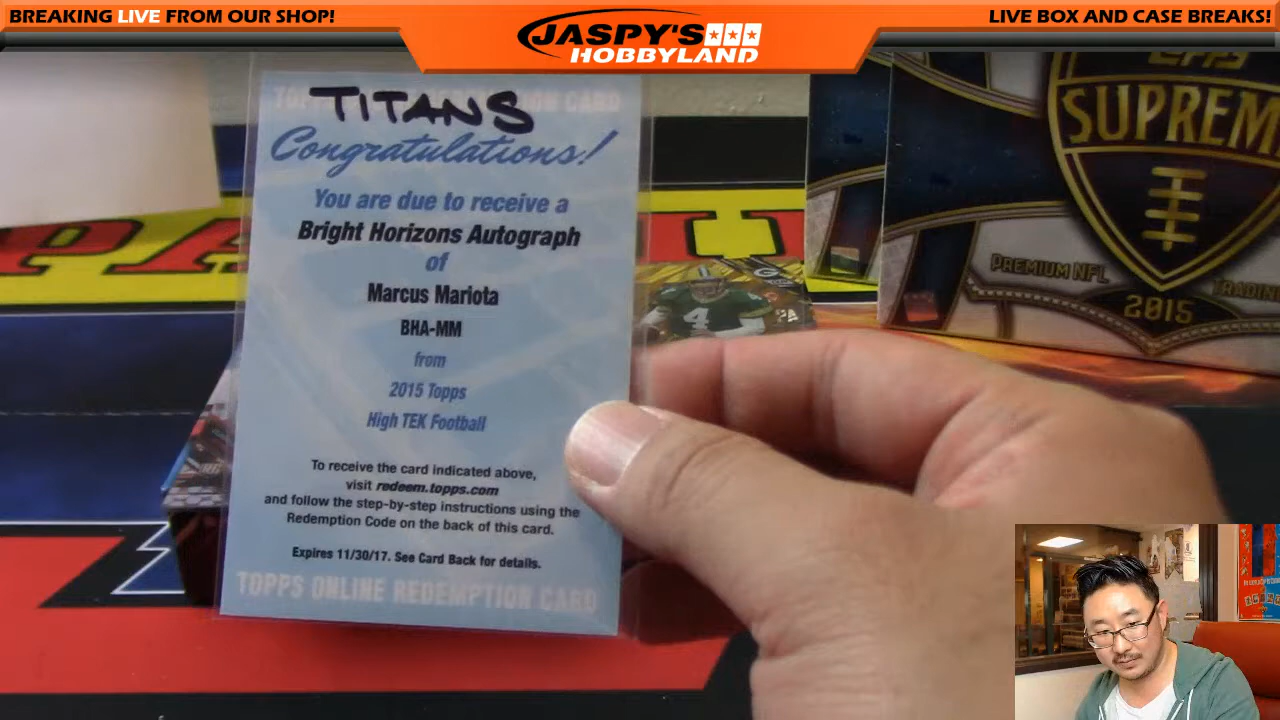 BREAKING LIVE FROM OUR SHOP!
JASPY'S
HOBBYLAND
LIVE BOX AND CASE BREAKS!
TITANS
Congratulations!
You are due to receive a
Bright Horizons Autograph
of
Marcus Mariota
BHA-MM
from
2015 Topps
High TEK Football
To receive the card indicated above,
visit redeem.topps.com
and follow the step-by-step instructions using the
Redemption Code on the back of this card.
Expires 11/30/17. See Card Back for details.
TOPPS ONLINE REDEMPTION CARD
SUPREM
PREMIUM NFL
TRADIN
2015
4
G